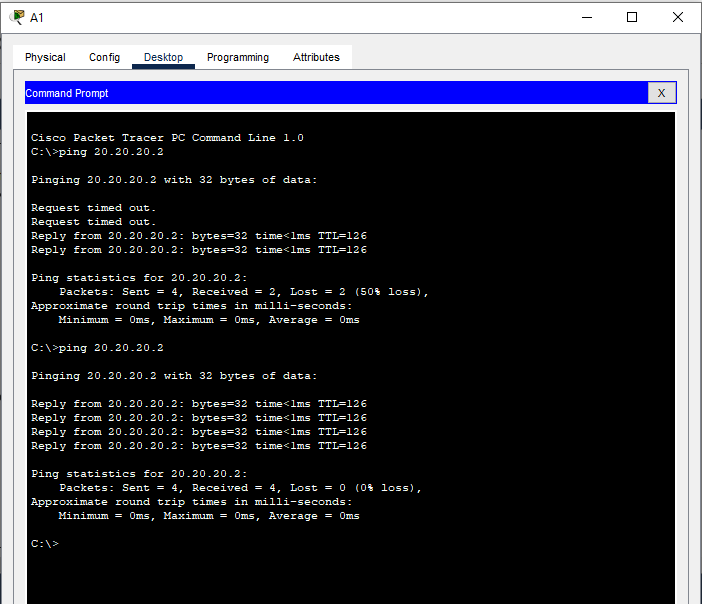 A1
Physical Config Desktop Programming Attributes
Command Prompt X
Cisco Packet Tracer PC Command Line 1.0
C:\>ping 20.20.20.2
Pinging 20.20.20.2 with 32 bytes of data:
Request timed out.
Request timed out.
Reply from 20.20.20.2: bytes=32 time<1ms TTL=126
Reply from 20.20.20.2: bytes=32 time<1ms TTL=126
Ping statistics for 20.20.20.2:
Packets: Sent = 4, Received = 2, Lost = 2 (50% loss),
Approximate round trip times in milli-seconds:
Minimum = 0ms, Maximum = 0ms, Average = 0ms
C:\>ping 20.20.20.2
Pinging 20.20.20.2 with 32 bytes of data:
Reply from 20.20.20.2: bytes=32 time<1ms TTL=126
Reply from 20.20.20.2: bytes=32 time<1ms TTL=126
Reply from 20.20.20.2: bytes=32 time<1ms TTL=126
Reply from 20.20.20.2: bytes=32 time<1ms TTL=126
Ping statistics for 20.20.20.2:
Packets: Sent = 4, Received = 4, Lost = 0 (0% loss),
Approximate round trip times in milli-seconds:
Minimum = 0ms, Maximum = 0ms, Average = 0ms
C:\>